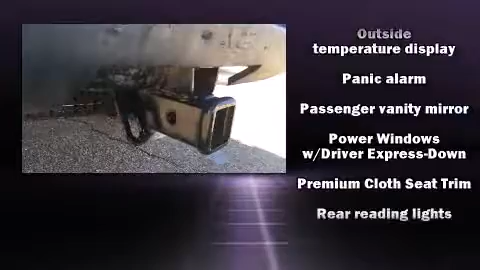 Outside
temperature display
Panic alarm
Passenger vanity mirror
Power Windows
w/Driver Express-Down
Premium Cloth Seat Trim
Rear reading lights